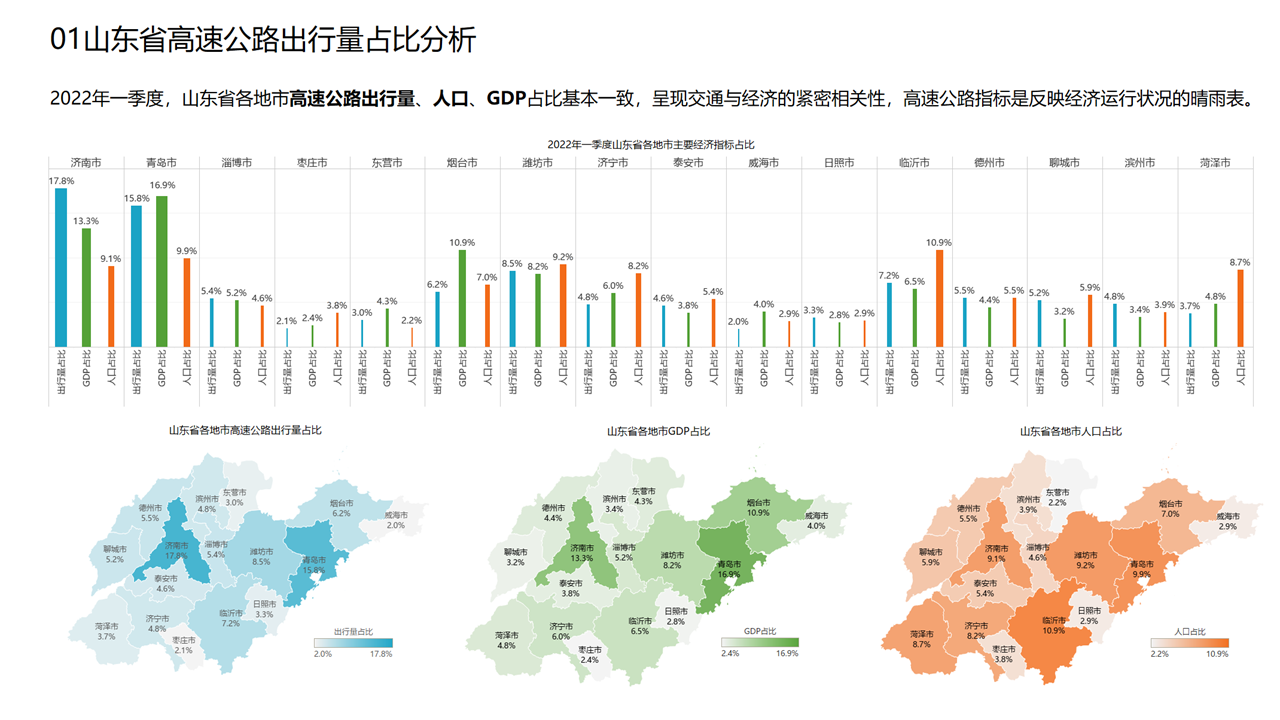 01山东省高速公路出行量占比分析
2022年一季度，山东省各地市高速公路出行量、人口、GDP占比基本一致，呈现交通与经济的紧密相关性，高速公路指标是反映经济运行状况的晴雨表。
2022年一季度山东省各地市主要经济指标占比
济南市 青岛市 淄博市 枣庄市 东营市 烟台市 潍坊市 济宁市 泰安市 威海市 日照市 临沂市 德州市 聊城市 滨州市 菏泽市
17.8% 13.3% 9.1% 15.8% 16.9% 9.9% 5.4% 5.2% 4.6% 2.1% 2.4% 3.8% 3.0% 4.3% 2.2% 6.2% 10.9% 7.0% 8.5% 8.2% 9.2% 4.8% 6.0% 8.2% 4.6% 3.8% 5.4% 2.0% 4.0% 2.9% 3.3% 2.8% 2.9% 7.2% 6.5% 10.9% 5.5% 4.4% 5.5% 5.2% 3.2% 5.9% 4.8% 3.4% 3.9% 3.7% 4.8% 8.7%
出行量占比 GDP占比 人口占比 出行量占比 GDP占比 人口占比 出行量占比 GDP占比 人口占比 出行量占比 GDP占比 人口占比 出行量占比 GDP占比 人口占比 出行量占比 GDP占比 人口占比 出行量占比 GDP占比 人口占比 出行量占比 GDP占比 人口占比 出行量占比 GDP占比 人口占比 出行量占比 GDP占比 人口占比 出行量占比 GDP占比 人口占比 出行量占比 GDP占比 人口占比 出行量占比 GDP占比 人口占比 出行量占比 GDP占比 人口占比 出行量占比 GDP占比 人口占比 出行量占比 GDP占比 人口占比
山东省各地市高速公路出行量占比
东营市
3.0%
滨州市
4.8%
德州市
5.5%
烟台市
6.2%
威海市
2.0%
聊城市
5.2%
济南市
17.8%
淄博市
5.4%
潍坊市
8.5%
青岛市
15.8%
泰安市
4.6%
日照市
3.3%
临沂市
7.2%
济宁市
4.8%
菏泽市
3.7%
枣庄市
2.1%
出行量占比
2.0% 17.8%
山东省各地市GDP占比
东营市
4.3%
滨州市
3.4%
德州市
4.4%
烟台市
10.9%
威海市
4.0%
聊城市
3.2%
济南市
13.3%
淄博市
5.2%
潍坊市
8.2%
青岛市
16.9%
泰安市
3.8%
日照市
2.8%
临沂市
6.5%
济宁市
6.0%
菏泽市
4.8%
枣庄市
2.4%
GDP占比
2.4% 16.9%
山东省各地市人口占比
东营市
2.2%
滨州市
3.9%
德州市
5.5%
烟台市
7.0%
威海市
2.9%
聊城市
5.9%
济南市
9.1%
淄博市
4.6%
潍坊市
9.2%
青岛市
9.9%
泰安市
5.4%
日照市
2.9%
临沂市
10.9%
济宁市
8.2%
菏泽市
8.7%
枣庄市
3.8%
人口占比
2.2% 10.9%